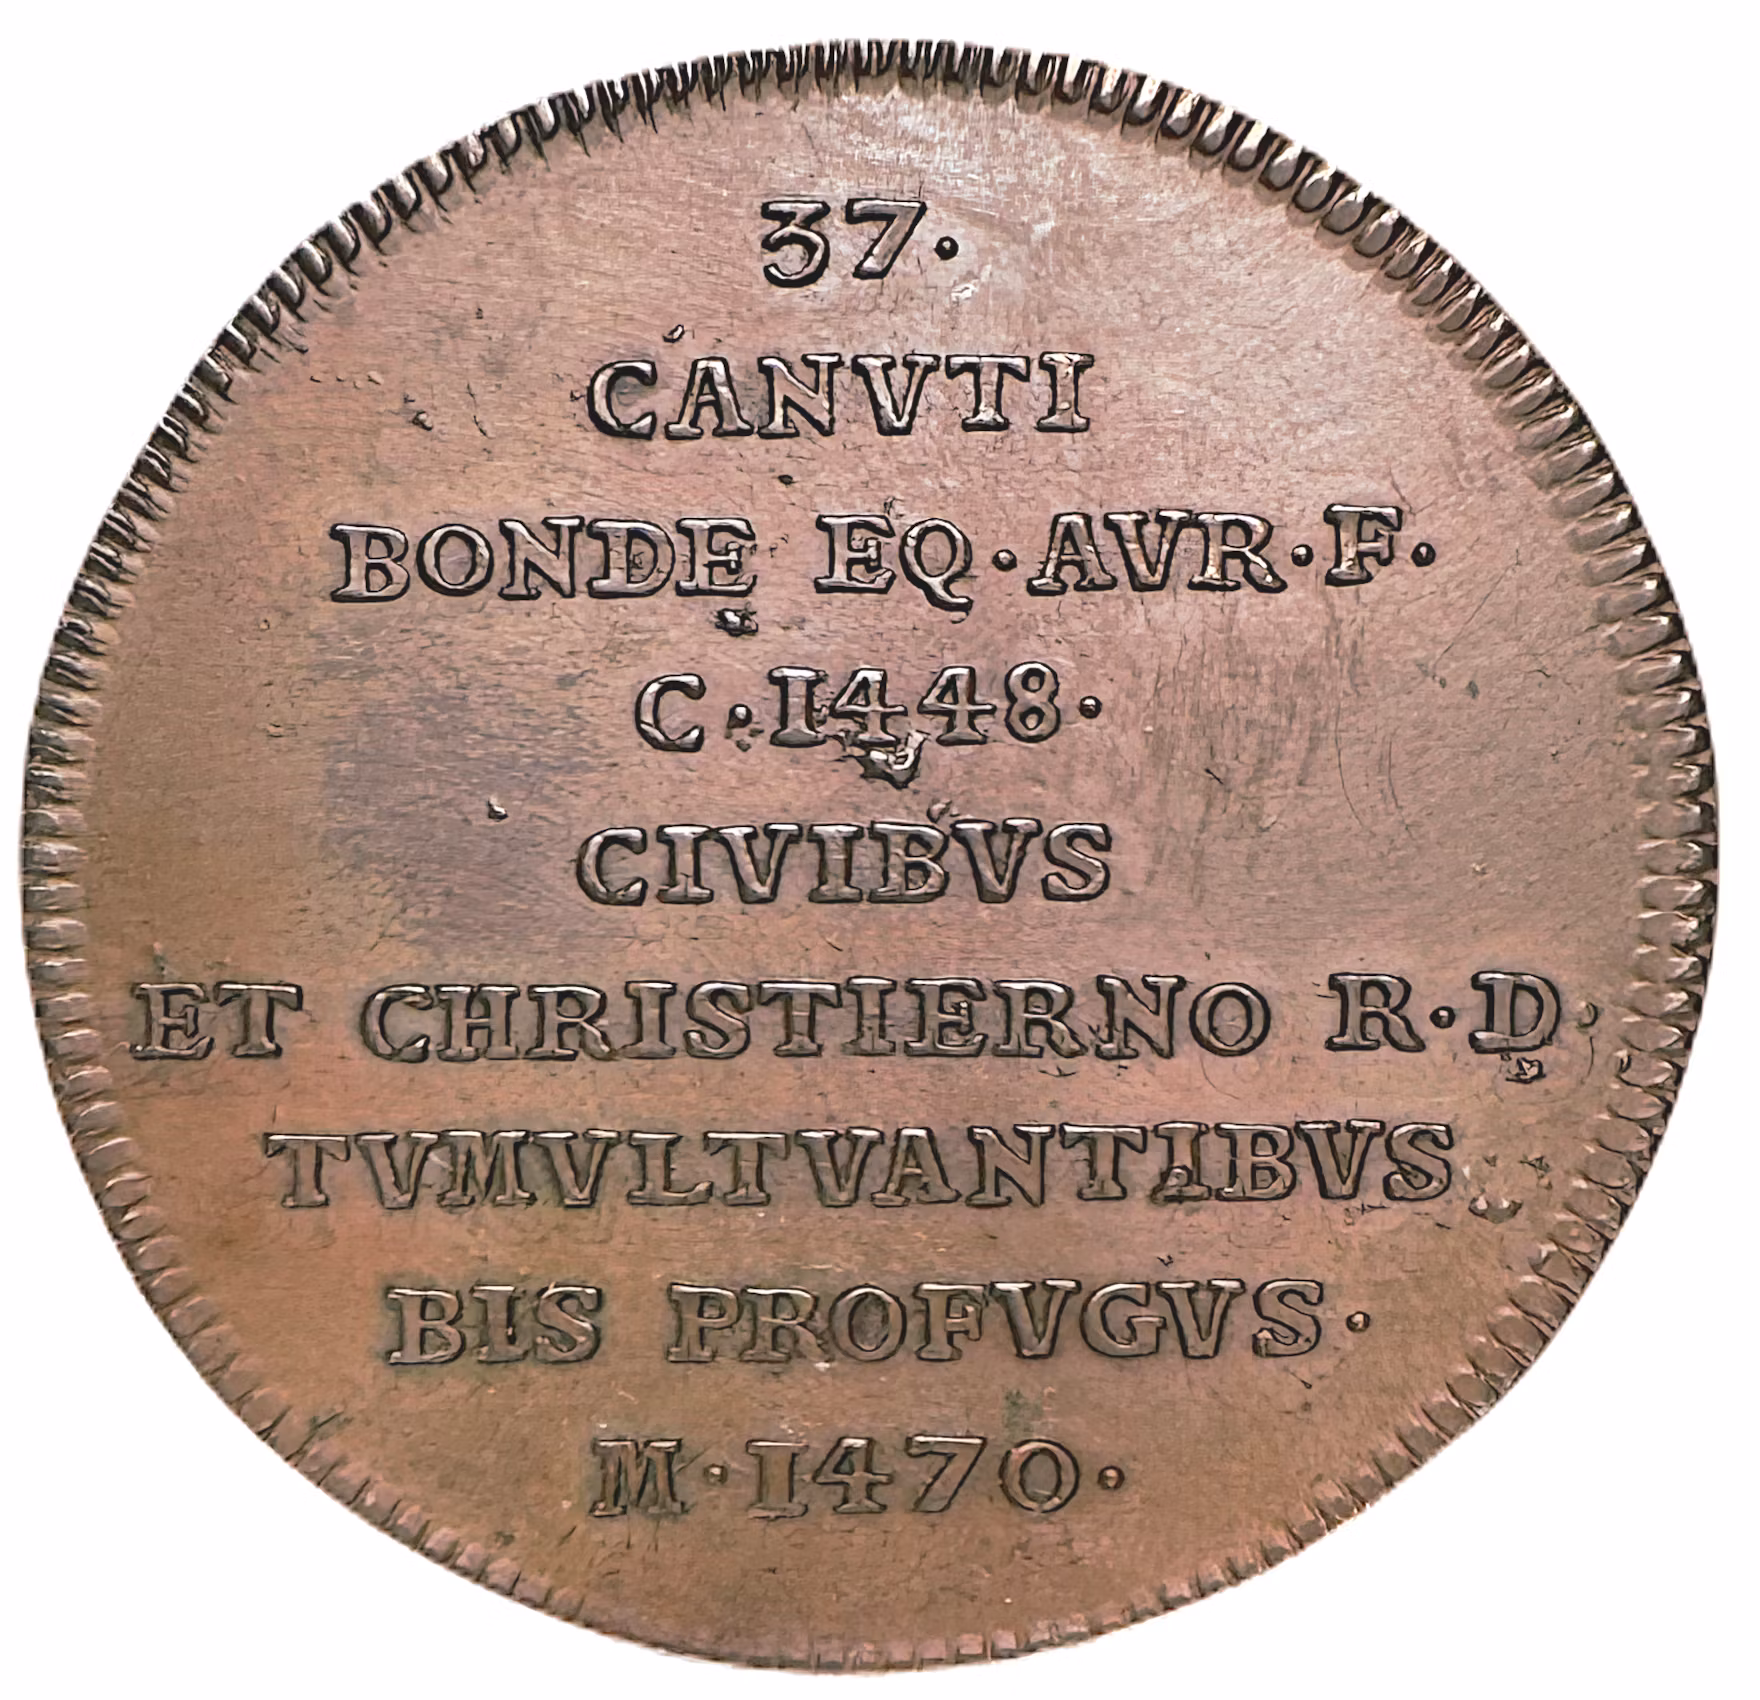 37.
CANVTI
BONDE EQ·AVR·F·
C·1448·
CIVIBVS
ET CHRISTIERNO R·D
TVMVLTVANTIBVS
BIS PROFVGVS·
M·1470·